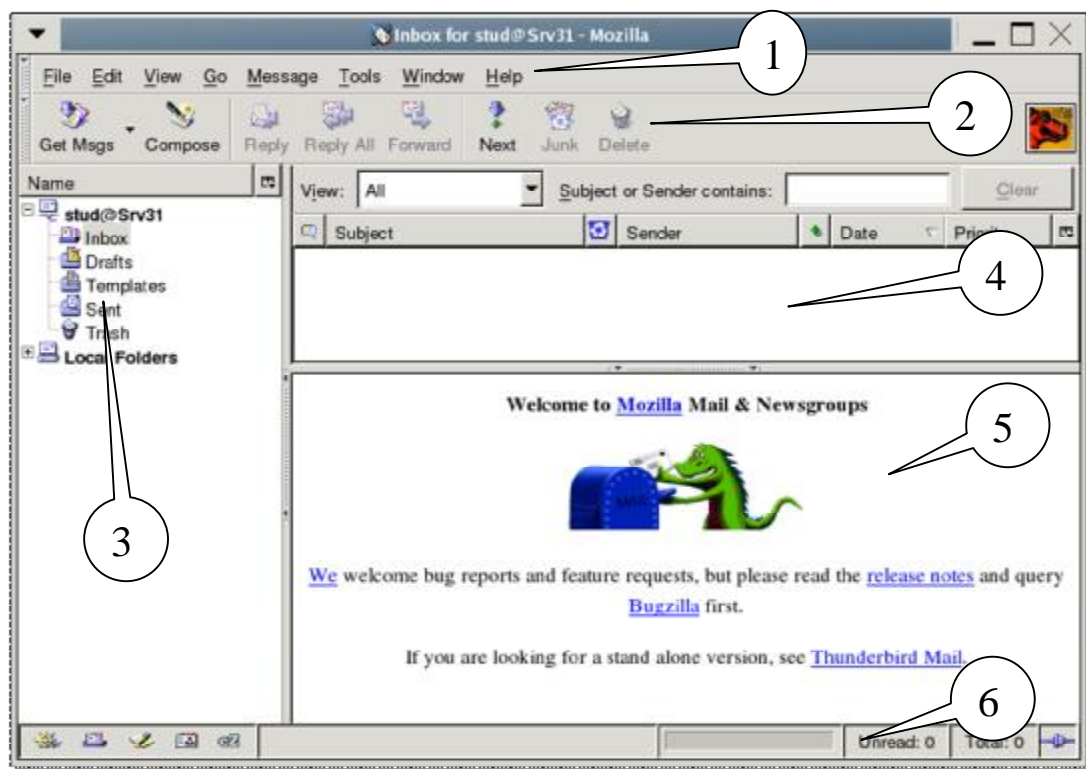 Inbox for stud@Srv31 - Mozilla
1
File Edit View Go Message Tools Window Help
2
Get Msgs Compose Reply Reply All Forward Next Junk Delete
Name
View: All Subject or Sender contains: Clear
stud@Srv31
Subject Sender Date
Inbox
Drafts
Templates
Sent
Trash
Local Folders
4
Welcome to Mozilla Mail & Newsgroups
MAIL
5
3
We welcome bug reports and feature requests, but please read the release notes and query
Bugzilla first.
If you are looking for a stand alone version, see Thunderbird Mail.
6
Unread: 0 Total: 0